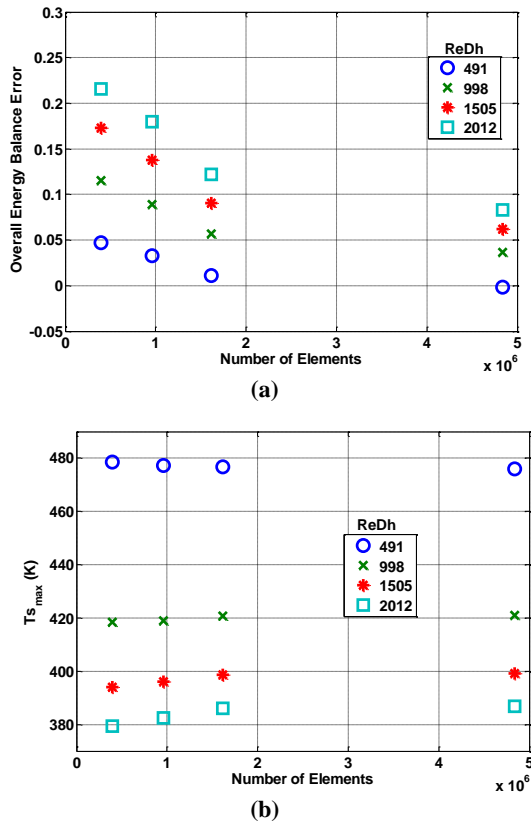 0.3
0.25
0.2
0.15
0.1
0.05
0
-0.05
Overall Energy Balance Error
ReDh
491
998
1505
2012
0 1 2 3 4 5
Number of Elements
x 10^6
(a)
480
460
440
420
400
380
Ts max (K)
ReDh
491
998
1505
2012
0 1 2 3 4 5
Number of Elements
x 10^6
(b)